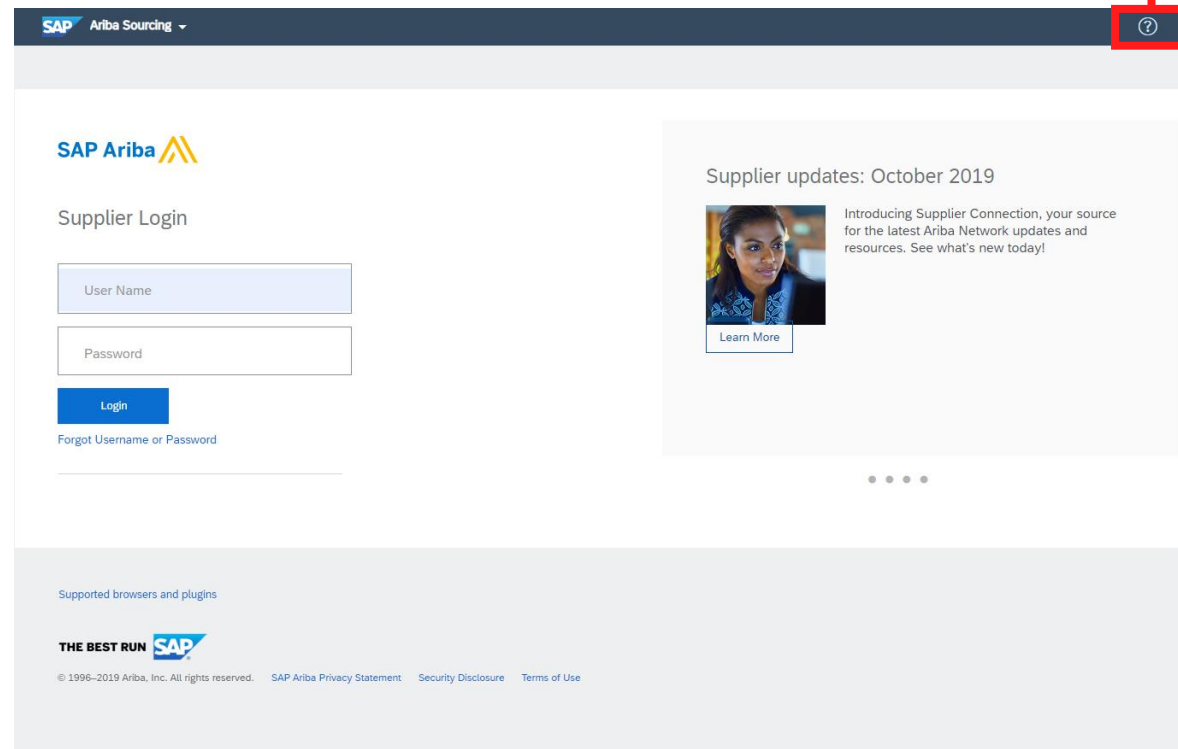 SAP Ariba Sourcing
?
SAP Ariba
Supplier Login
User Name
Password
Login
Forgot Username or Password
Supplier updates: October 2019
Introducing Supplier Connection, your source
for the latest Ariba Network updates and
resources. See what's new today!
Learn More
Supported browsers and plugins
THE BEST RUN SAP
© 1996–2019 Ariba, Inc. All rights reserved. SAP Ariba Privacy Statement Security Disclosure Terms of Use